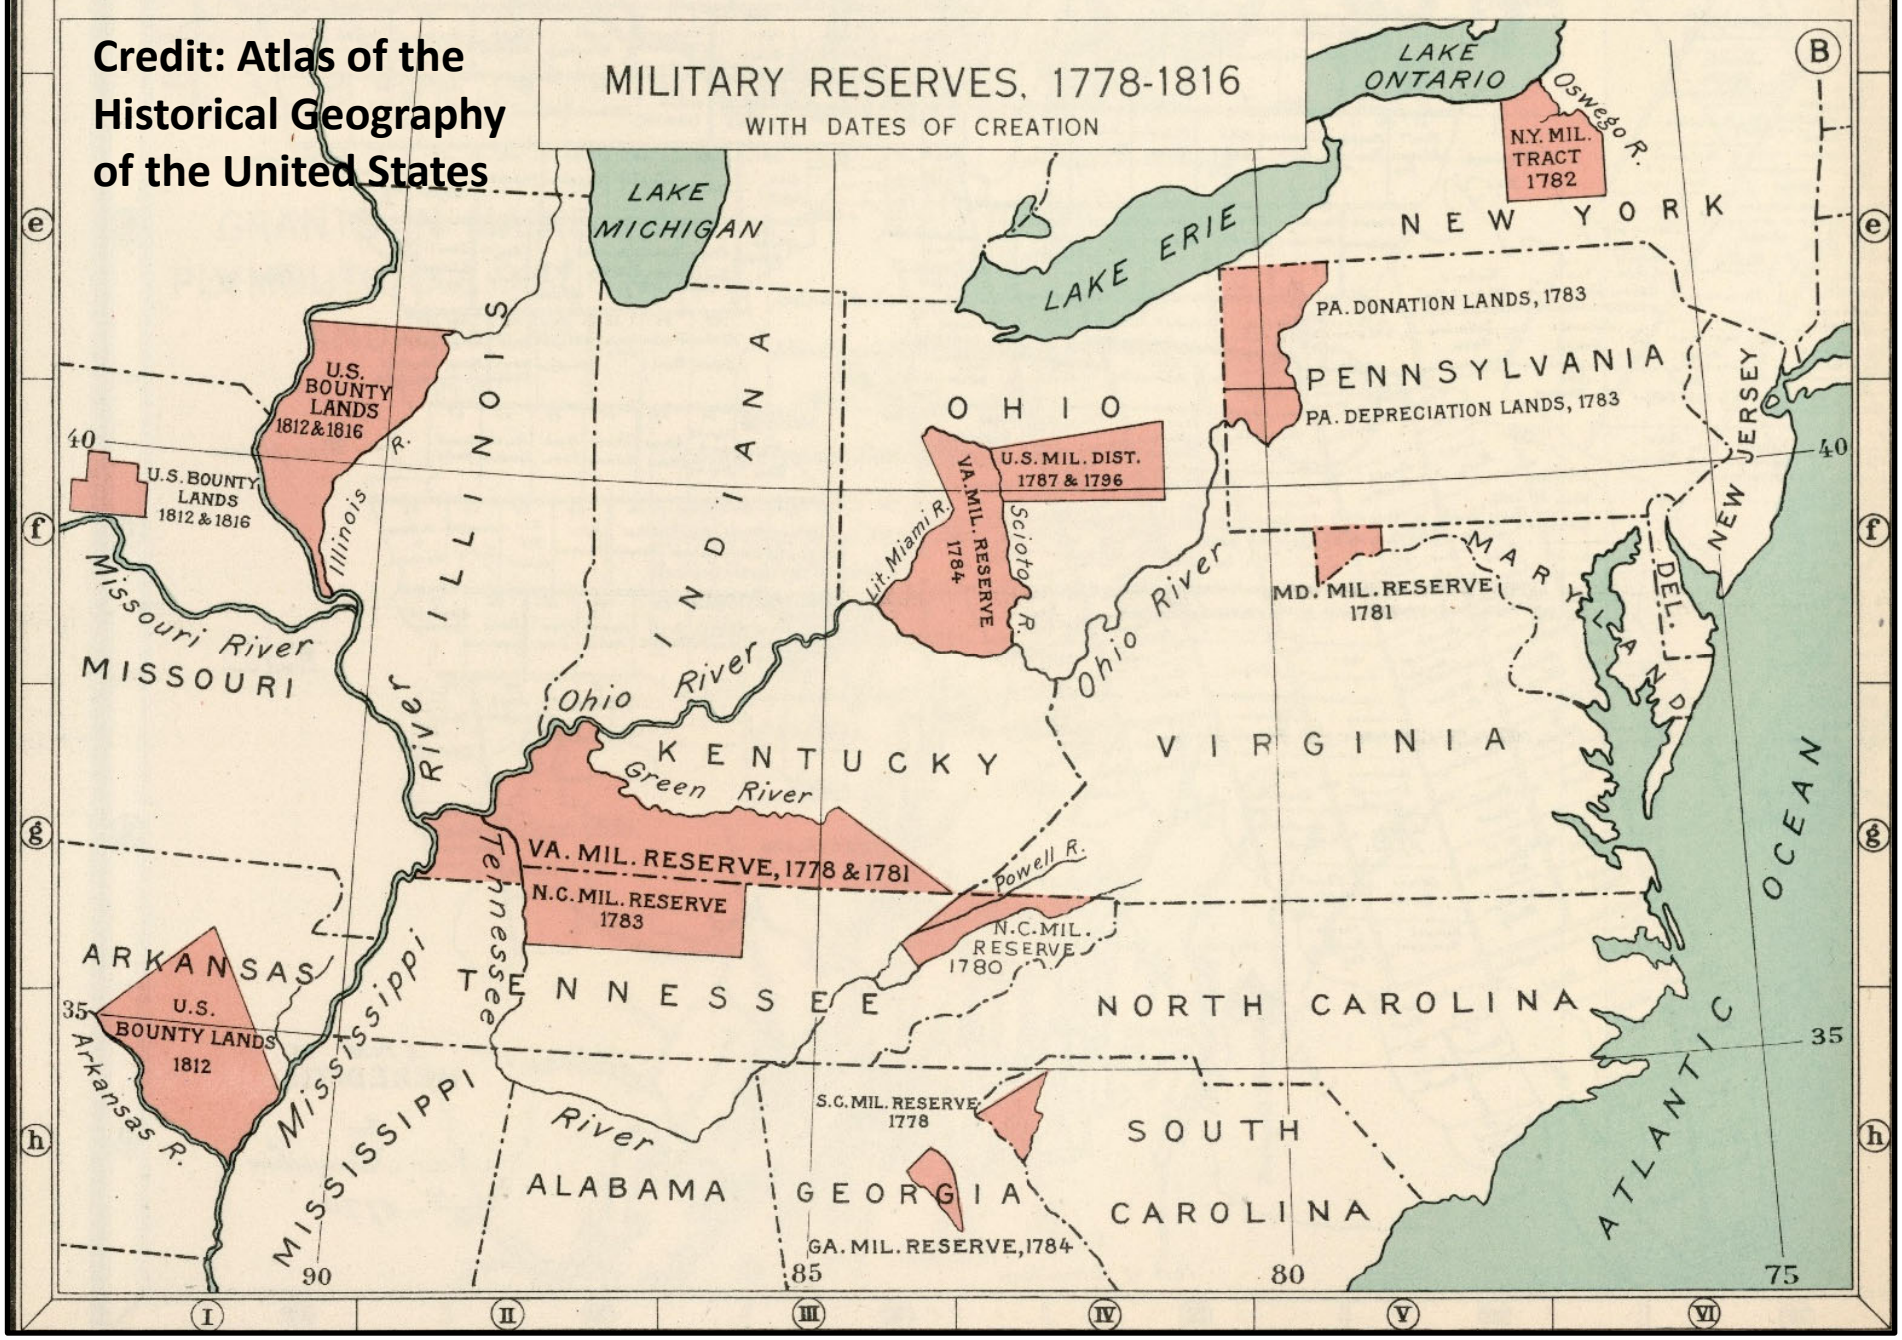 Credit: Atlas of the
Historical Geography
of the United States
MILITARY RESERVES, 1778-1816
WITH DATES OF CREATION
B
LAKE
ONTARIO
Oswego R.
N.Y. MIL.
TRACT
1782
NEW YORK
LAKE
MICHIGAN
LAKE ERIE
e
e
PA. DONATION LANDS, 1783
PENNSYLVANIA
PA. DEPRECIATION LANDS, 1783
NEW JERSEY
U.S.
BOUNTY
LANDS
1812 & 1816
ILLINOIS
INDIANA
OHIO
40
40
U.S. BOUNTY
LANDS
1812 & 1816
Illinois
R.
U.S. MIL. DIST.
1787 & 1796
VA. MIL. RESERVE
1784
Lit. Miami R.
Scioto R.
f
f
MD. MIL. RESERVE
1781
MARYLAND
DEL.
Missouri River
MISSOURI
Ohio River
Ohio River
KENTUCKY
Green River
VIRGINIA
River
g
g
VA. MIL. RESERVE, 1778 & 1781
Powell R.
N.C. MIL. RESERVE
1783
N.C. MIL.
RESERVE
1780
Tennessee
TENNESSEE
NORTH CAROLINA
ARKANSAS
U.S.
BOUNTY LANDS
1812
35
35
Arkansas R.
Mississippi
MISSISSIPPI
River
S.C. MIL. RESERVE
1778
SOUTH
CAROLINA
ALABAMA
GEORGIA
GA. MIL. RESERVE, 1784
ATLANTIC
OCEAN
h
h
90
85
80
75
I
II
III
IV
V
VI